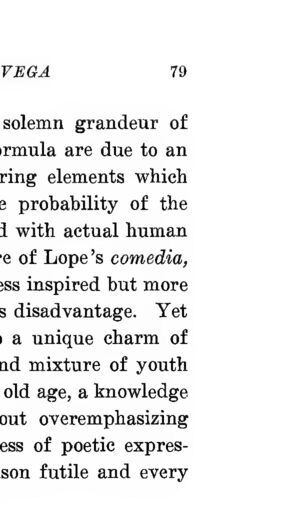 VEGA 79
solemn grandeur of
ormula are due to an
ring elements which
e probability of the
d with actual human
re of Lope's comedia,
ess inspired but more
s disadvantage. Yet
o a unique charm of
nd mixture of youth
old age, a knowledge
out overemphasizing
ess of poetic expres-
son futile and every